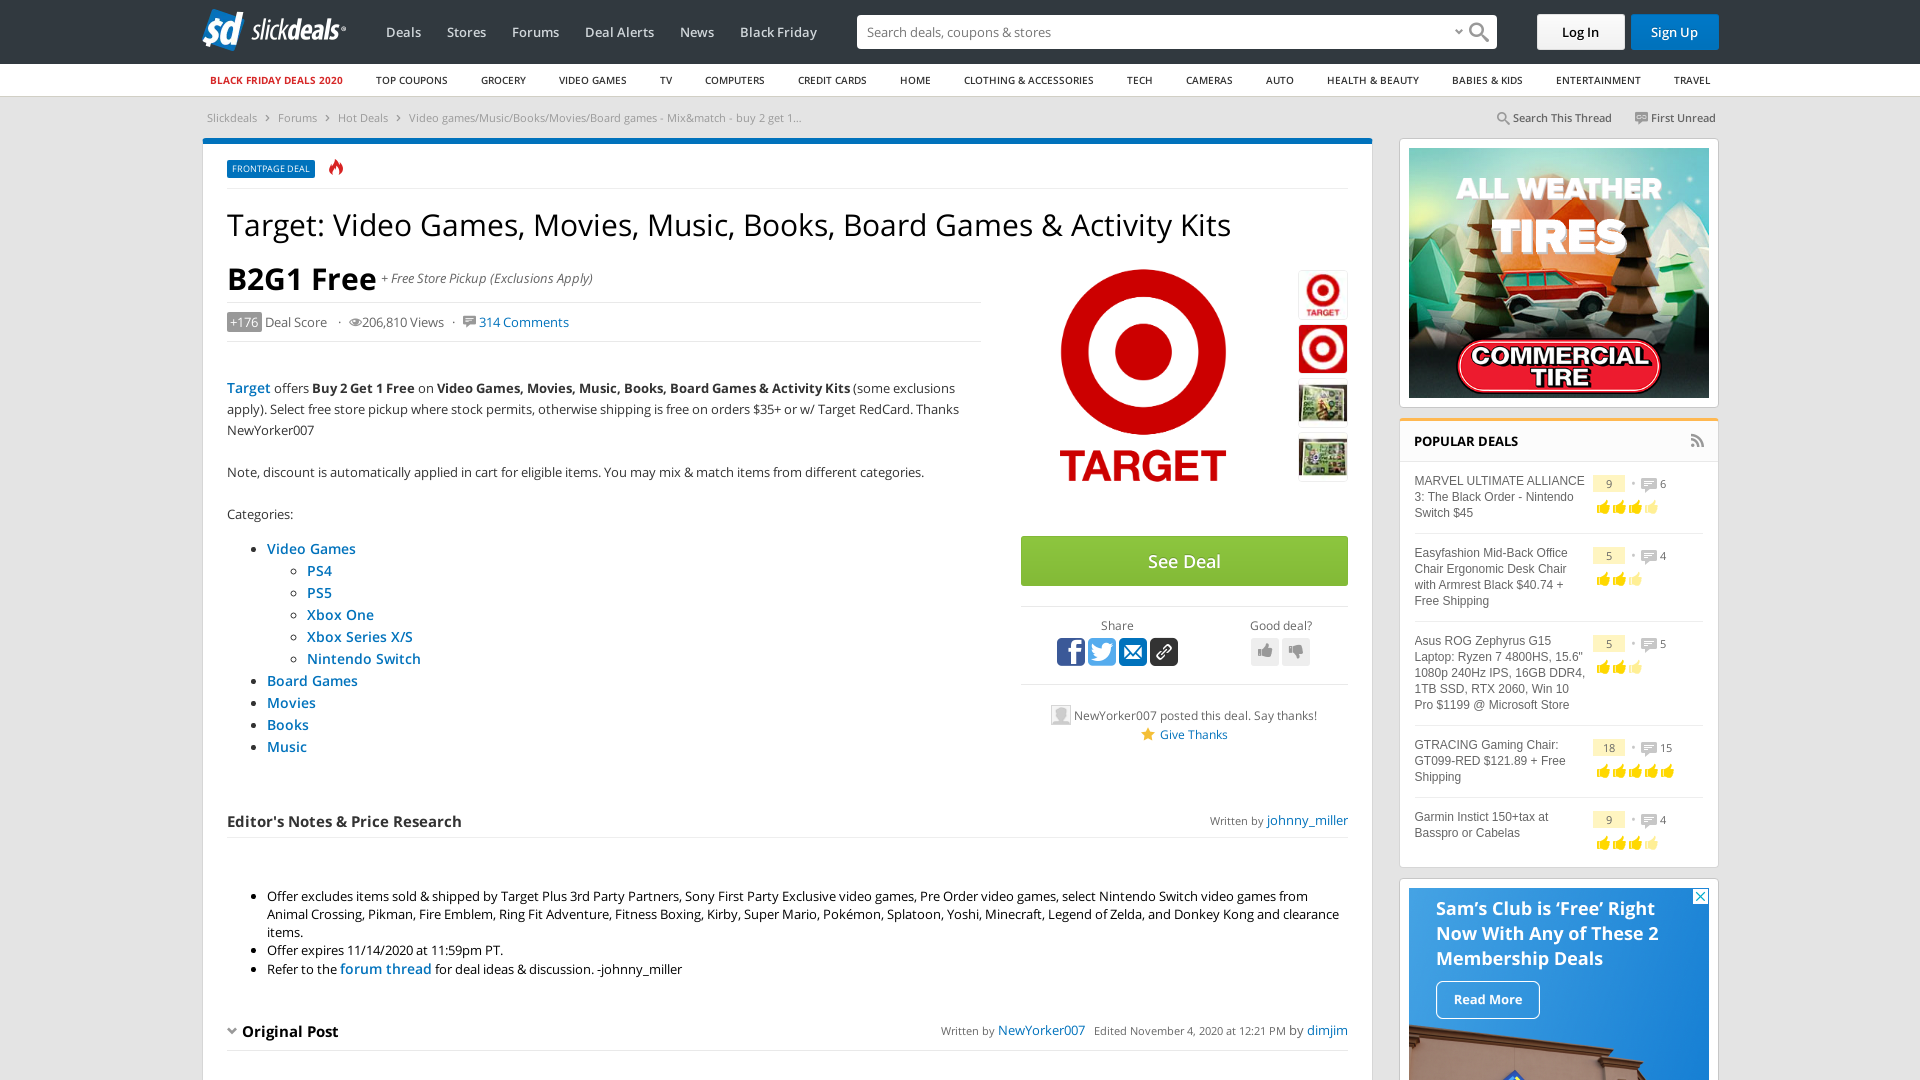 slickdeals
Deals
Stores
Forums
Deal Alerts
News
Black Friday
Search deals, coupons & stores
Log In
Sign Up
BLACK FRIDAY DEALS 2020
TOP COUPONS
GROCERY
VIDEO GAMES
TV
COMPUTERS
CREDIT CARDS
HOME
CLOTHING & ACCESSORIES
TECH
CAMERAS
AUTO
HEALTH & BEAUTY
BABIES & KIDS
ENTERTAINMENT
TRAVEL
Slickdeals › Forums › Hot Deals › Video games/Music/Books/Movies/Board games - Mix&match - buy 2 get 1...
Search This Thread
First Unread
FRONTPAGE DEAL
Target: Video Games, Movies, Music, Books, Board Games & Activity Kits
B2G1 Free + Free Store Pickup (Exclusions Apply)
+176 Deal Score · 206,810 Views · 314 Comments
Target offers Buy 2 Get 1 Free on Video Games, Movies, Music, Books, Board Games & Activity Kits (some exclusions
apply). Select free store pickup where stock permits, otherwise shipping is free on orders $35+ or w/ Target RedCard. Thanks
NewYorker007
Note, discount is automatically applied in cart for eligible items. You may mix & match items from different categories.
Categories:
Video Games
PS4
PS5
Xbox One
Xbox Series X/S
Nintendo Switch
Board Games
Movies
Books
Music
TARGET
TARGET
See Deal
Share
Good deal?
NewYorker007 posted this deal. Say thanks!
Give Thanks
Editor's Notes & Price Research
Written by johnny_miller
Offer excludes items sold & shipped by Target Plus 3rd Party Partners, Sony First Party Exclusive video games, Pre Order video games, select Nintendo Switch video games from
Animal Crossing, Pikman, Fire Emblem, Ring Fit Adventure, Fitness Boxing, Kirby, Super Mario, Pokémon, Splatoon, Yoshi, Minecraft, Legend of Zelda, and Donkey Kong and clearance
items.
Offer expires 11/14/2020 at 11:59pm PT.
Refer to the forum thread for deal ideas & discussion. -johnny_miller
Original Post
Written by NewYorker007 Edited November 4, 2020 at 12:21 PM by dimjim
ALL WEATHER
TIRES
COMMERCIAL
TIRE
POPULAR DEALS
MARVEL ULTIMATE ALLIANCE
3: The Black Order - Nintendo
Switch $45
9 • 6
Easyfashion Mid-Back Office
Chair Ergonomic Desk Chair
with Armrest Black $40.74 +
Free Shipping
5 • 4
Asus ROG Zephyrus G15
Laptop: Ryzen 7 4800HS, 15.6"
1080p 240Hz IPS, 16GB DDR4,
1TB SSD, RTX 2060, Win 10
Pro $1199 @ Microsoft Store
5 • 5
GTRACING Gaming Chair:
GT099-RED $121.89 + Free
Shipping
18 • 15
Garmin Instict 150+tax at
Basspro or Cabelas
9 • 4
Sam's Club is 'Free' Right
Now With Any of These 2
Membership Deals
Read More